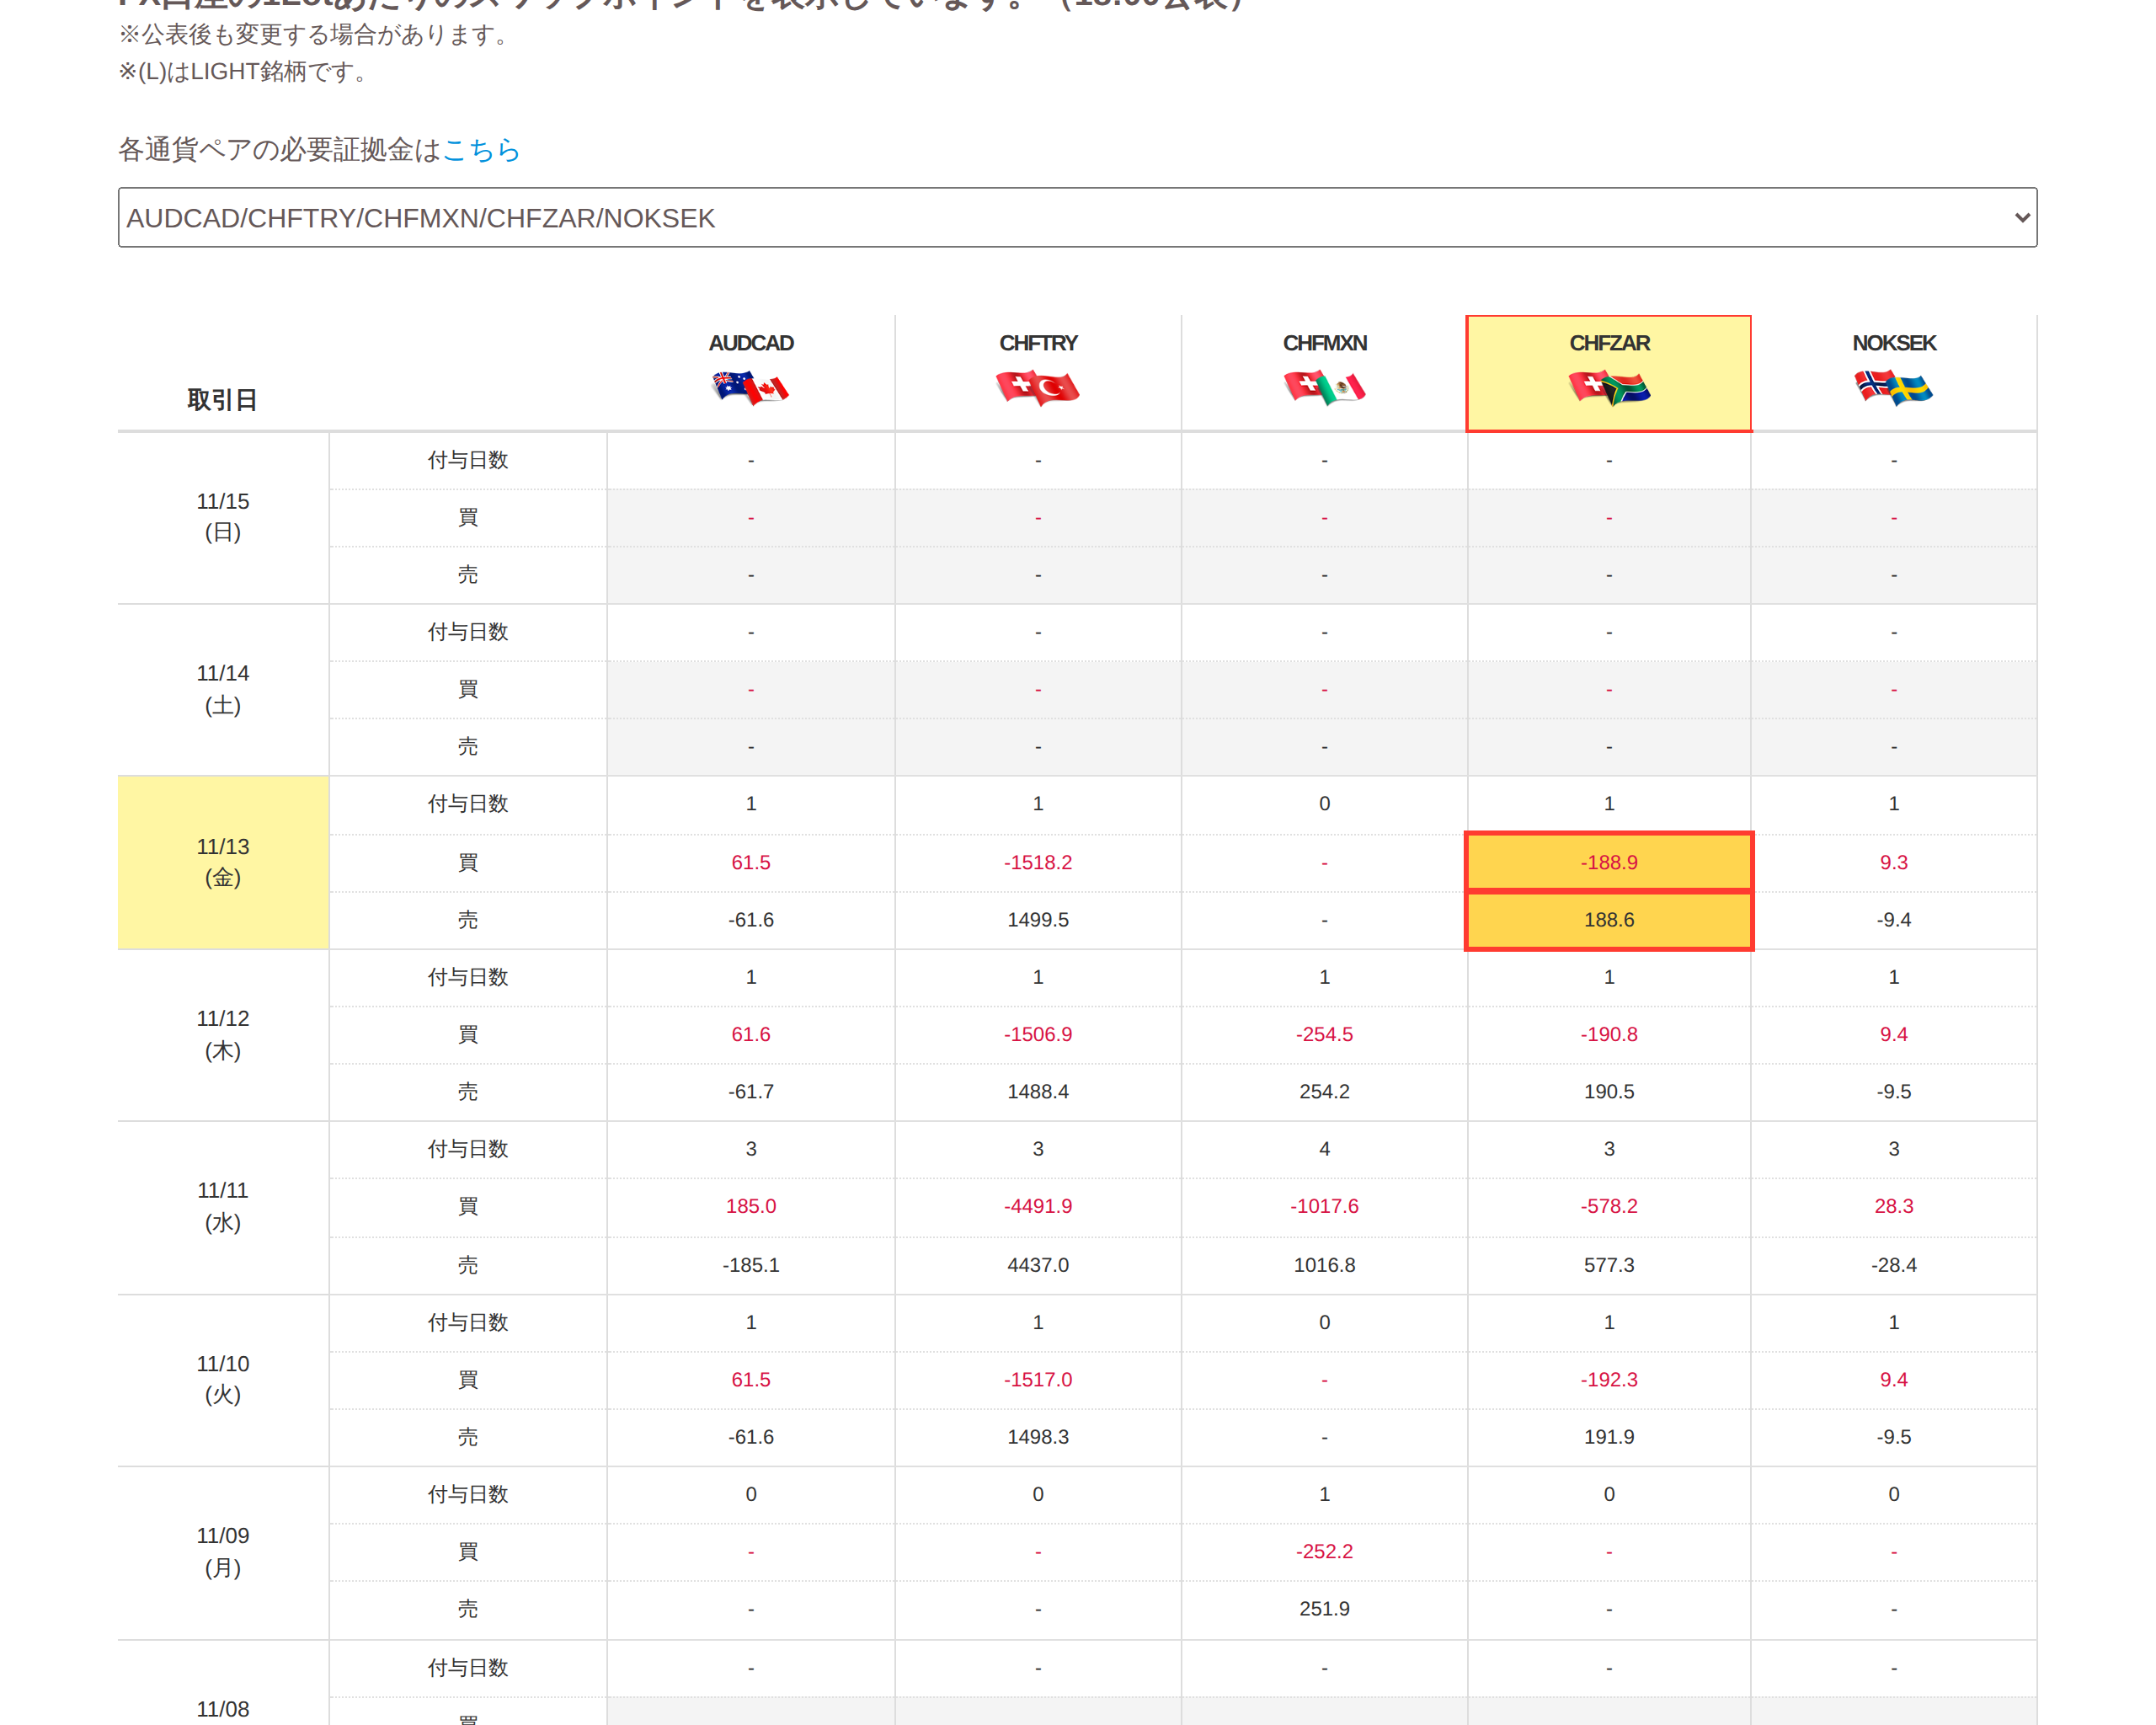 ※公表後も変更する場合があります。
※(L)はLIGHT銘柄です。
各通貨ペアの必要証拠金はこちら
AUDCAD/CHFTRY/CHFMXN/CHFZAR/NOKSEK
取引日 AUDCAD CHFTRY CHFMXN CHFZAR NOKSEK
11/15
(日)
付与日数 - - - - -
買 - - - - -
売 - - - - -
11/14
(土)
付与日数 - - - - -
買 - - - - -
売 - - - - -
11/13
(金)
付与日数 1 1 0 1 1
買 61.5 -1518.2 - -188.9 9.3
売 -61.6 1499.5 - 188.6 -9.4
11/12
(木)
付与日数 1 1 1 1 1
買 61.6 -1506.9 -254.5 -190.8 9.4
売 -61.7 1488.4 254.2 190.5 -9.5
11/11
(水)
付与日数 3 3 4 3 3
買 185.0 -4491.9 -1017.6 -578.2 28.3
売 -185.1 4437.0 1016.8 577.3 -28.4
11/10
(火)
付与日数 1 1 0 1 1
買 61.5 -1517.0 - -192.3 9.4
売 -61.6 1498.3 - 191.9 -9.5
11/09
(月)
付与日数 0 0 1 0 0
買 - - -252.2 - -
売 - - 251.9 - -
11/08
付与日数 - - - - -
買